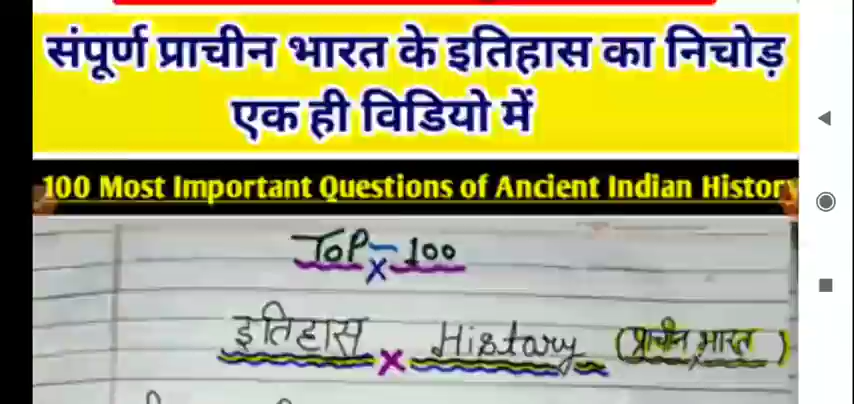 संपूर्ण प्राचीन भारत के इतिहास का निचोड़
एक ही विडियो में
100 Most Important Questions of Ancient Indian History
TOP - 100
इतिहास × History (प्राचीन भारत)